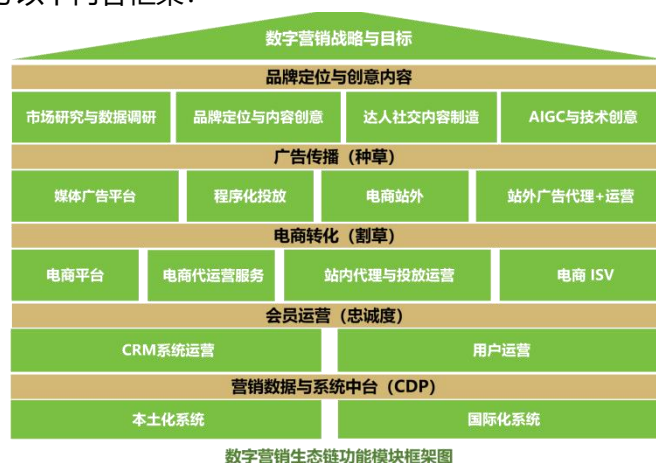 数字营销战略与目标
品牌定位与创意内容
市场研究与数据调研 品牌定位与内容创意 达人社交内容制造 AIGC与技术创意
广告传播（种草）
媒体广告平台 程序化投放 电商站外 站外广告代理+运营
电商转化（割草）
电商平台 电商代运营服务 站内代理与投放运营 电商 ISV
会员运营（忠诚度）
CRM系统运营 用户运营
营销数据与系统中台（CDP）
本土化系统 国际化系统
数字营销生态链功能模块框架图